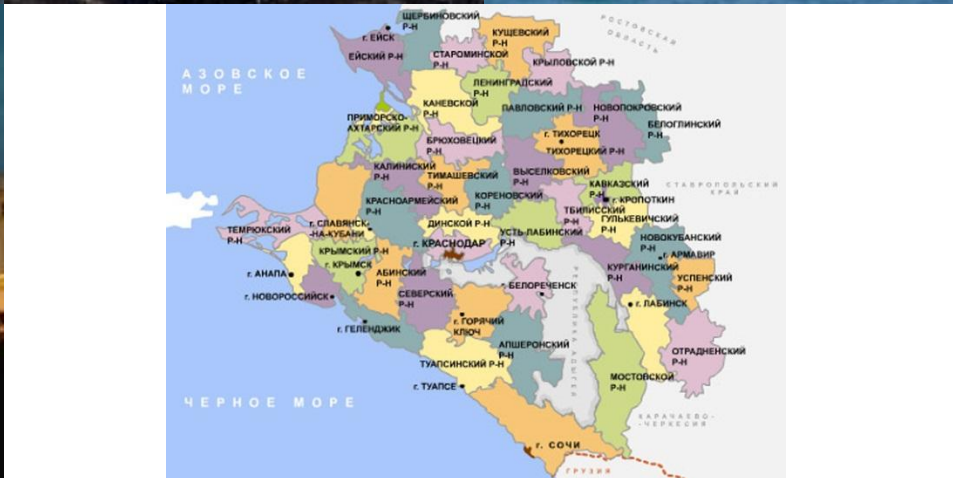 ЩЕРБИНОВСКИЙ
Р-Н
г. ЕЙСК
ЕЙСКИЙ Р-Н
КУЩЕВСКИЙ
Р-Н
РОСТОВСКАЯ
ОБЛАСТЬ
СТАРОМИНСКОЙ
Р-Н
КРЫЛОВСКОЙ Р-Н
АЗОВСКОЕ
МОРЕ
ЛЕНИНГРАДСКИЙ
Р-Н
КАНЕВСКОЙ
Р-Н
ПАВЛОВСКИЙ Р-Н
НОВОПОКРОВСКИЙ
Р-Н
БЕЛОГЛИНСКИЙ
Р-Н
ПРИМОРСКО-
АХТАРСКИЙ Р-Н
БРЮХОВЕЦКИЙ
Р-Н
г. ТИХОРЕЦК
ТИХОРЕЦКИЙ Р-Н
КАЛИНИСКИЙ
Р-Н
ТИМАШЕВСКИЙ
Р-Н
ВЫСЕЛКОВСКИЙ
Р-Н
КАВКАЗСКИЙ
Р-Н
г. КРОПОТКИН
СТАВРОПОЛЬСКИЙ
КРАЙ
КРАСНОАРМЕЙСКИЙ
Р-Н
КОРЕНОВСКИЙ
Р-Н
ТБИЛИССКИЙ
Р-Н
ГУЛЬКЕВИЧСКИЙ
Р-Н
ТЕМРЮКСКИЙ
Р-Н
г. СЛАВЯНСК-
-НА-КУБАНИ
ДИНСКОЙ Р-Н
УСТЬ-ЛАБИНСКИЙ
Р-Н
НОВОКУБАНСКИЙ
Р-Н
г. АРМАВИР
КРЫМСКИЙ Р-Н
г. КРЫМСК
г. КРАСНОДАР
г. АНАПА
АБИНСКИЙ
Р-Н
КУРГАНИНСКИЙ
Р-Н
УСПЕНСКИЙ
Р-Н
г. НОВОРОССИЙСК
СЕВЕРСКИЙ
Р-Н
г. БЕЛОРЕЧЕНСК
РЕСПУБЛИКА АДЫГЕЯ
г. ЛАБИНСК
г. ГЕЛЕНДЖИК
г. ГОРЯЧИЙ
КЛЮЧ
АПШЕРОНСКИЙ
Р-Н
ОТРАДНЕНСКИЙ
Р-Н
ТУАПСИНСКИЙ Р-Н
г. ТУАПСЕ
МОСТОВСКОЙ
Р-Н
ЧЕРНОЕ МОРЕ
КАРАЧАЕВО-
-ЧЕРКЕСИЯ
г. СОЧИ
ГРУЗИЯ